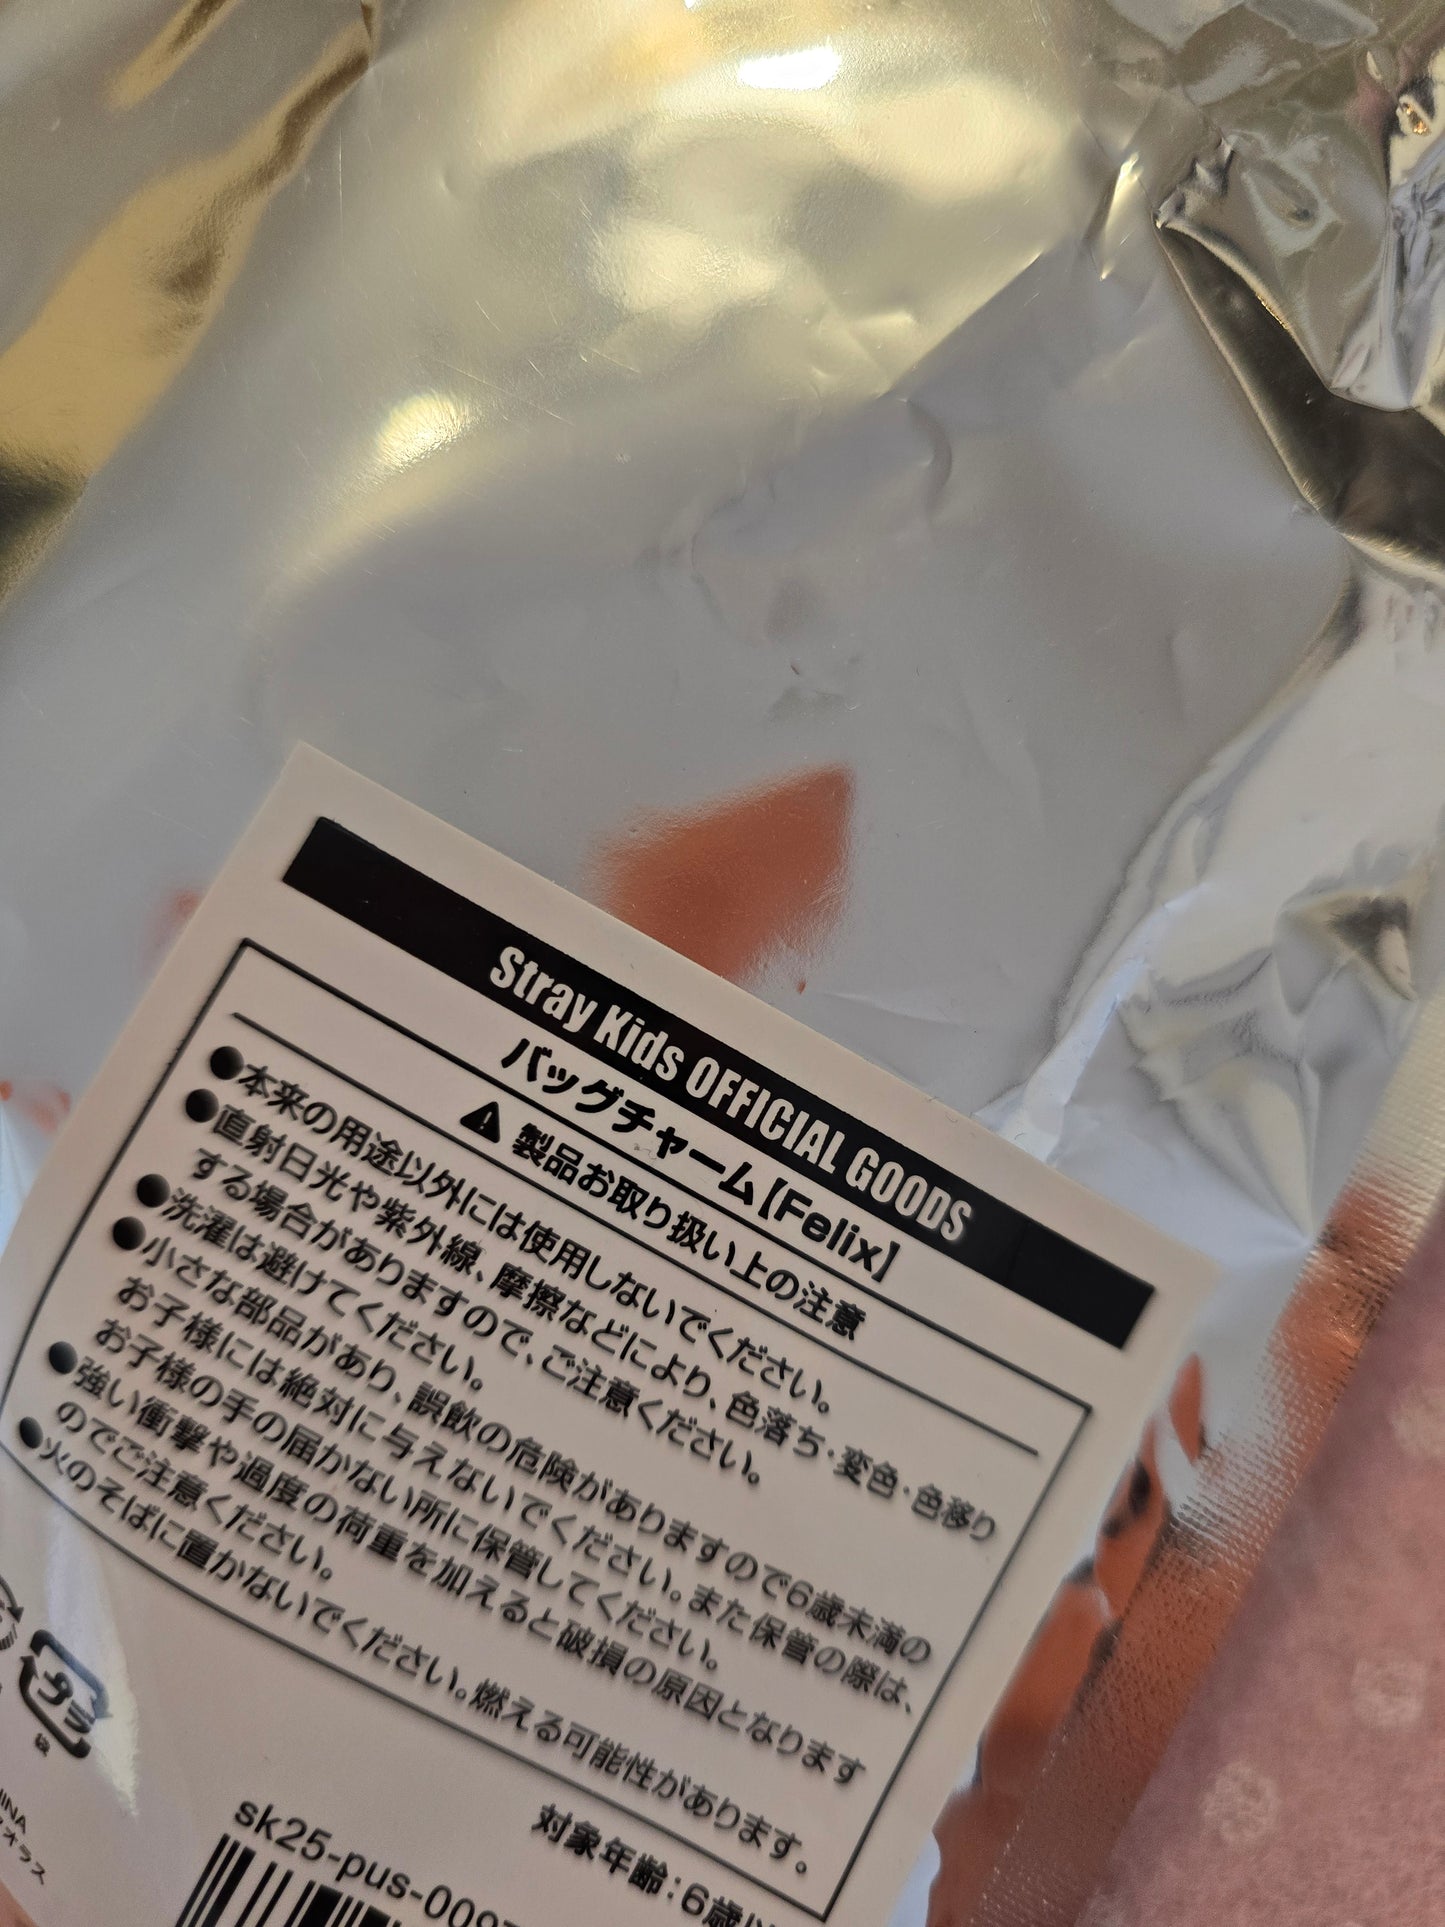 Stray Kids OFFICIAL GOODS
バッグチャーム【Felix】
製品お取り扱い上の注意
●本来の用途以外には使用しないでください。
●直射日光や紫外線、摩擦などにより、色落ち・変色・色移り
する場合がありますので、ご注意ください。
●洗濯は避けてください。
●小さな部品があり、誤飲の危険がありますので6歳未満の
お子様には絶対に与えないでください。また保管の際は、
お子様の手の届かない所に保管してください。
●強い衝撃や過度の荷重を加えると破損の原因となります
のでご注意ください。
●火のそばに置かないでください。燃える可能性があります。
対象年齢:6歳
プラ
袋
sk25-pus-009